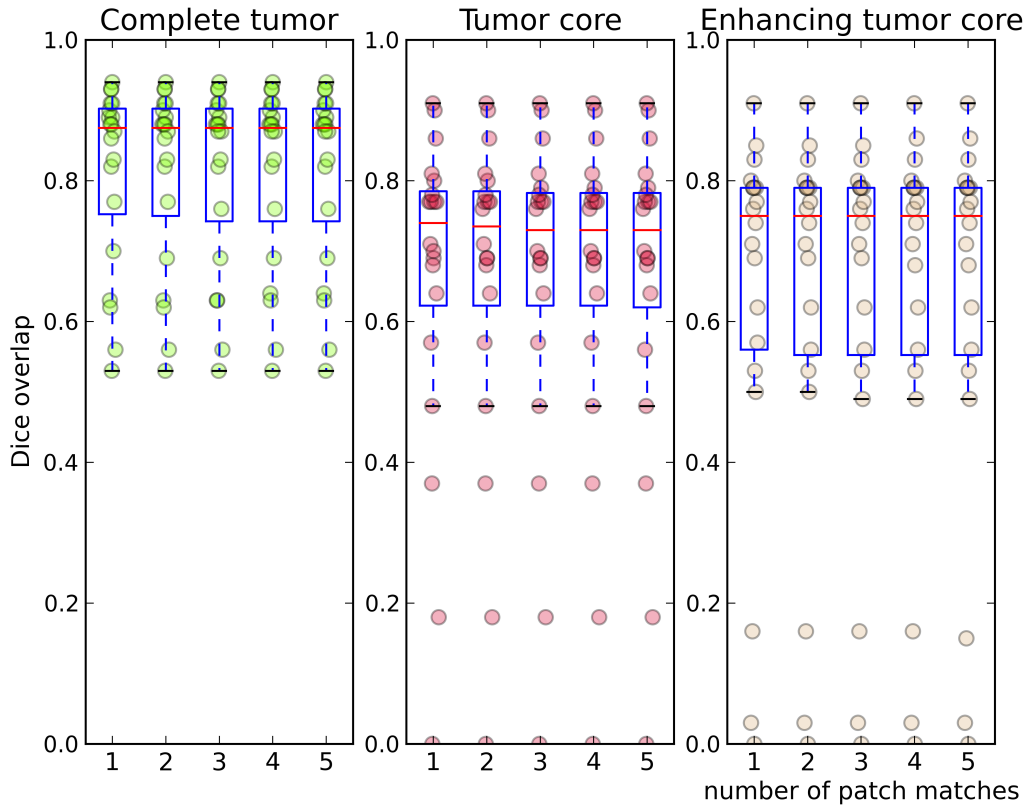 Complete tumor
Tumor core
Enhancing tumor core
Dice overlap
1.0
0.8
0.6
0.4
0.2
0.0
1 2 3 4 5
1.0
0.8
0.6
0.4
0.2
0.0
1 2 3 4 5
1.0
0.8
0.6
0.4
0.2
0.0
1 2 3 4 5
number of patch matches